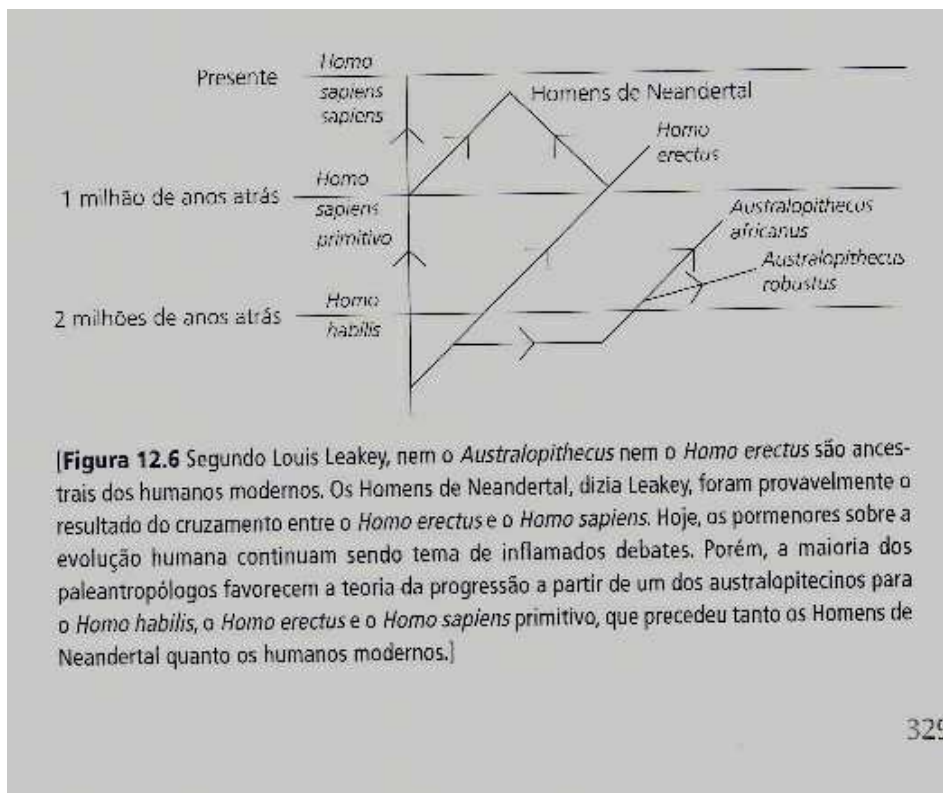 Presente
Homo
sapiens
sapiens
Homens de Neandertal
Homo
erectus
1 milhão de anos atrás
Homo
sapiens
primitivo
Australopithecus
africanus
Australopithecus
robustus
2 milhões de anos atrás
Homo
habilis
[Figura 12.6 Segundo Louis Leakey, nem o Australopithecus nem o Homo erectus são ances-
trais dos humanos modernos. Os Homens de Neandertal, dizia Leakey, foram provavelmente o
resultado do cruzamento entre o Homo erectus e o Homo sapiens. Hoje, os pormenores sobre a
evolução humana continuam sendo tema de inflamados debates. Porém, a maioria dos
paleantropólogos favorecem a teoria da progressão a partir de um dos australopitecinos para
o Homo habilis, o Homo erectus e o Homo sapiens primitivo, que precedeu tanto os Homens de
Neandertal quanto os humanos modernos.]
329